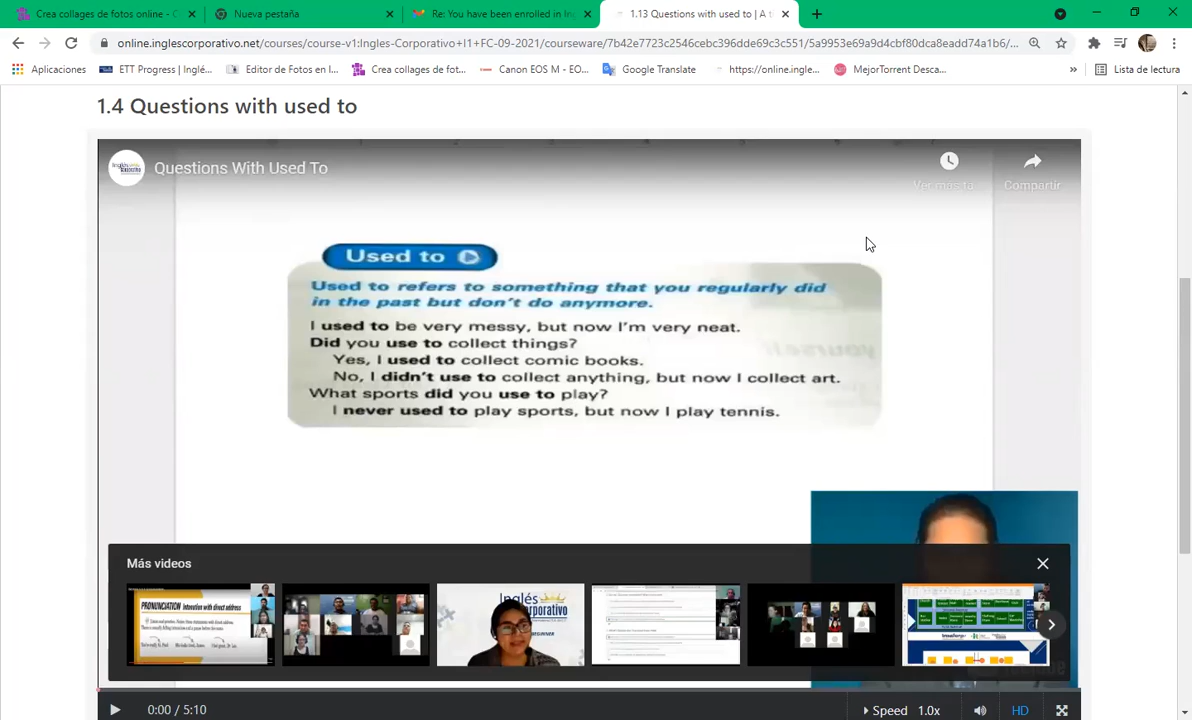 Crea colages de fotos online - C
Nueva pestaña
Re: You have been enrolled in Ing
1.13 Questions with used to | A t
online.inglescorporativo.net/courses/course-v1:Ingles-Corporativo+I1+FC-09-2021/courseware/7b42e7723c2546cebc396dde69c3c551/5a9953e69a9d4cbf80dca8eadd74a1b6/...
Aplicaciones
ETT Progress | Inglé...
Editor de Fotos en l...
Crea collages de fot...
Canon EOS M - EO...
Google Translate
https://online.ingle...
MejorTorrent Desca...
»
Lista de lectura
1.4 Questions with used to
Questions With Used To
Ver más ta...
Compartir
Used to
Used to refers to something that you regularly did
in the past but don't do anymore.
I used to be very messy, but now I'm very neat.
Did you use to collect things?
Yes, I used to collect comic books.
No, I didn't use to collect anything, but now I collect art.
What sports did you use to play?
I never used to play sports, but now I play tennis.
Más videos
PRONUNCIATION Intonation with direct address
Inglés
orporativo
0:00 / 5:10
Speed 1.0x
HD